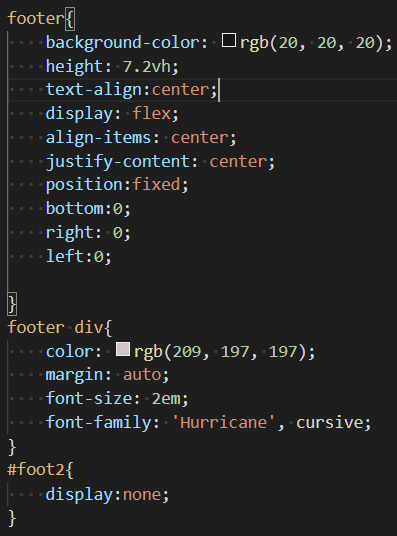 footer{
    background-color: rgb(20, 20, 20);
    height: 7.2vh;
    text-align:center;
    display: flex;
    align-items: center;
    justify-content: center;
    position:fixed;
    bottom:0;
    right: 0;
    left:0;

}
footer div{
    color: rgb(209, 197, 197);
    margin: auto;
    font-size: 2em;
    font-family: 'Hurricane', cursive;
}
#foot2{
    display:none;
}